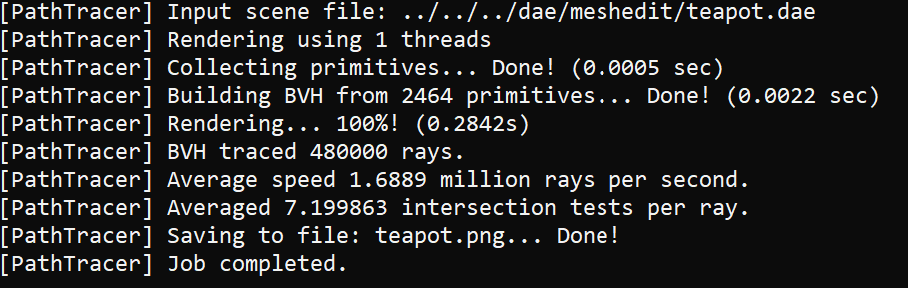 [PathTracer] Input scene file: ../../../dae/meshedit/teapot.dae
[PathTracer] Rendering using 1 threads
[PathTracer] Collecting primitives... Done! (0.0005 sec)
[PathTracer] Building BVH from 2464 primitives... Done! (0.0022 sec)
[PathTracer] Rendering... 100%! (0.2842s)
[PathTracer] BVH traced 480000 rays.
[PathTracer] Average speed 1.6889 million rays per second.
[PathTracer] Averaged 7.199863 intersection tests per ray.
[PathTracer] Saving to file: teapot.png... Done!
[PathTracer] Job completed.